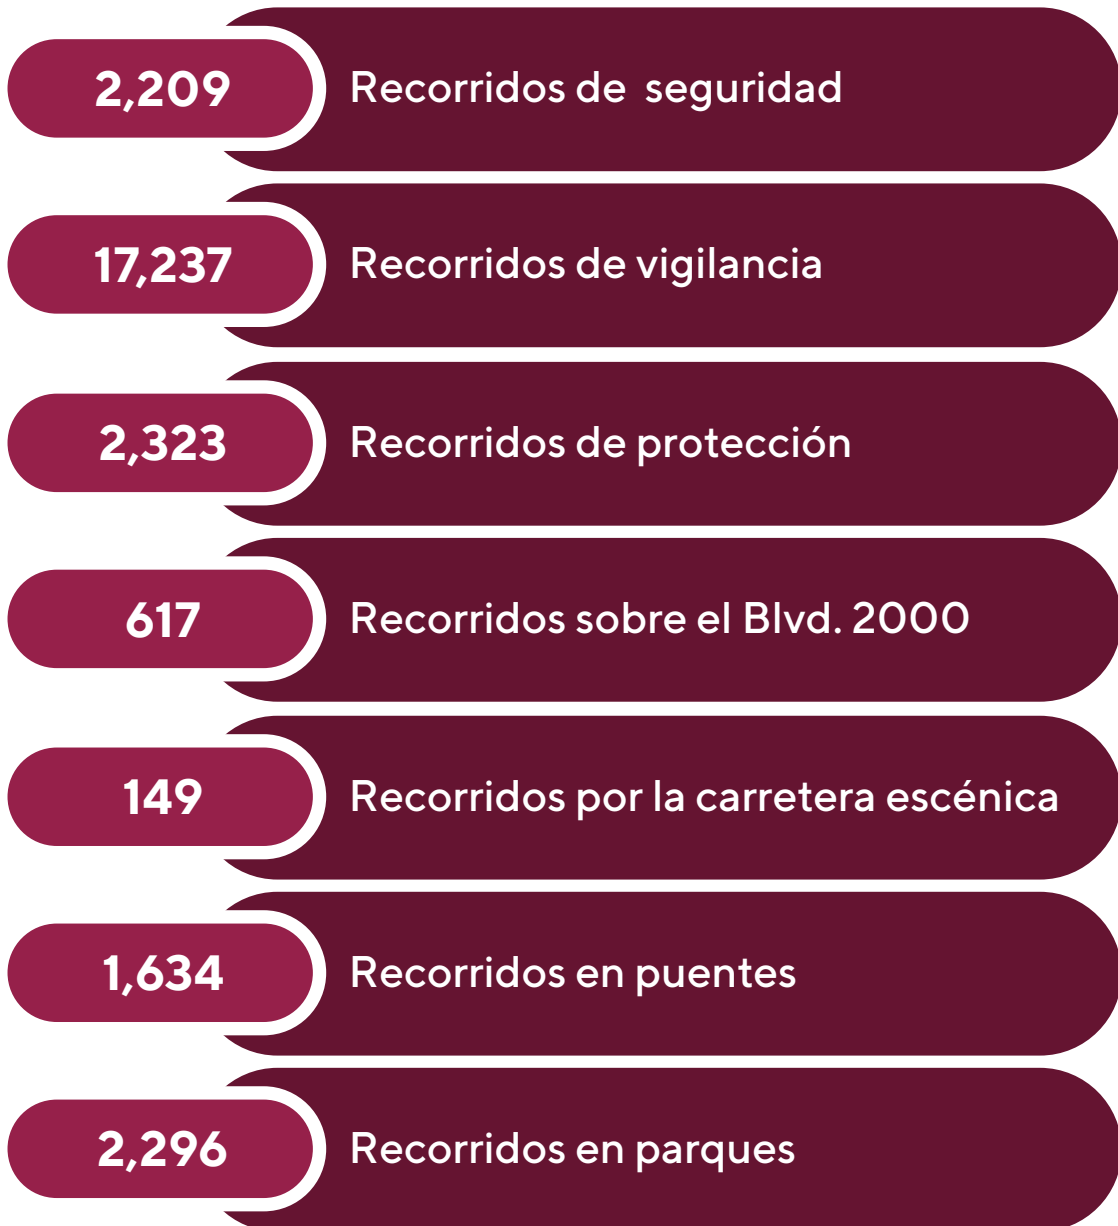 2,209
Recorridos de seguridad
17,237
Recorridos de vigilancia
2,323
Recorridos de protección
617
Recorridos sobre el Blvd. 2000
149
Recorridos por la carretera escénica
1,634
Recorridos en puentes
2,296
Recorridos en parques